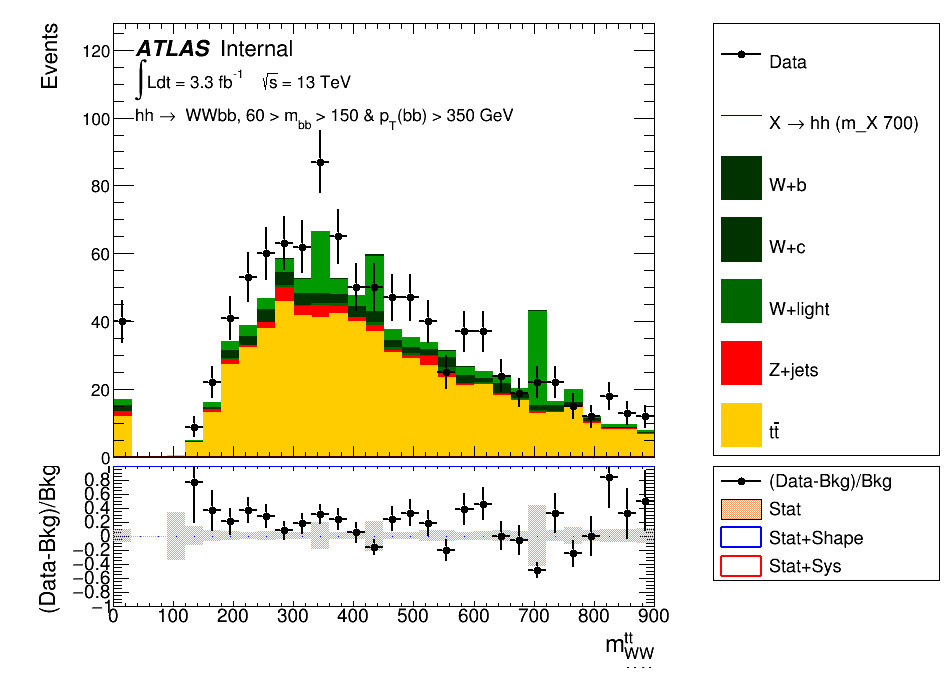 Events
120
100
80
60
40
20
0
ATLAS Internal
∫Ldt = 3.3 fb⁻¹ √s = 13 TeV
hh → WWbb, 60 > m_bb > 150 & p_T(bb) > 350 GeV
Data
X → hh (m_X 700)
W+b
W+c
W+light
Z+jets
tt̄
(Data-Bkg)/Bkg
0.8
0.6
0.4
0.2
0
−0.2
−0.4
−0.6
−0.8
−1
0 100 200 300 400 500 600 700 800 900
m^tt_WW
(Data-Bkg)/Bkg
Stat
Stat+Shape
Stat+Sys